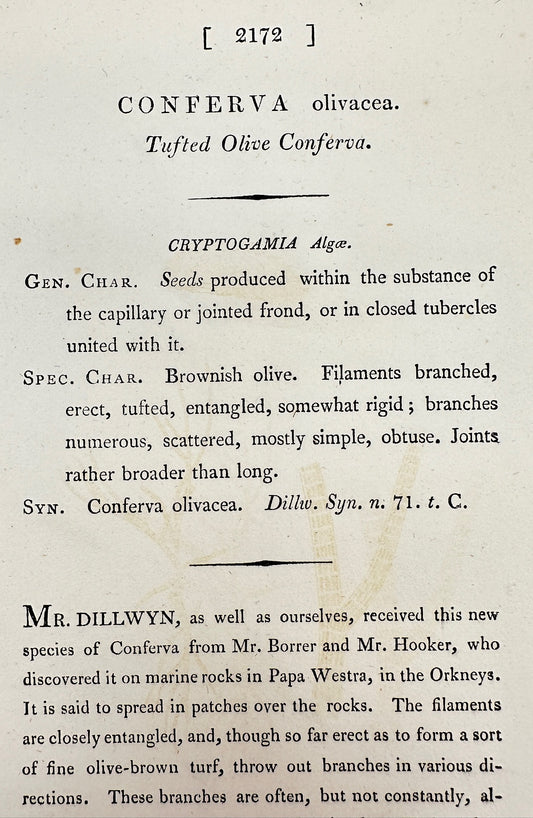 [ 2172 ]
CONFERVA olivacea.
Tufted Olive Conferva.
CRYPTOGAMIA Algæ.
GEN. CHAR. Seeds produced within the substance of
the capillary or jointed frond, or in closed tubercles
united with it.
SPEC. CHAR. Brownish olive. Filaments branched,
erect, tufted, entangled, somewhat rigid; branches
numerous, scattered, mostly simple, obtuse. Joints
rather broader than long.
SYN. Conferva olivacea. Dillw. Syn. n. 71. t. C.
MR. DILLWYN, as well as ourselves, received this new
species of Conferva from Mr. Borrer and Mr. Hooker, who
discovered it on marine rocks in Papa Westra, in the Orkneys.
It is said to spread in patches over the rocks. The filaments
are closely entangled, and, though so far erect as to form a sort
of fine olive-brown turf, throw out branches in various di-
rections. These branches are often, but not constantly, al-